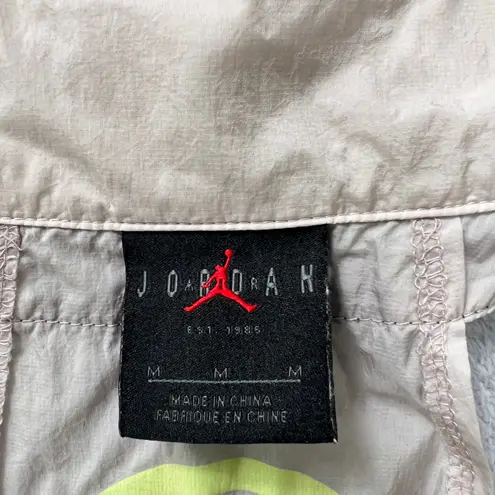 JORDAN
AIR
EST. 1985
M M M
MADE IN CHINA
FABRIQUE EN CHINE